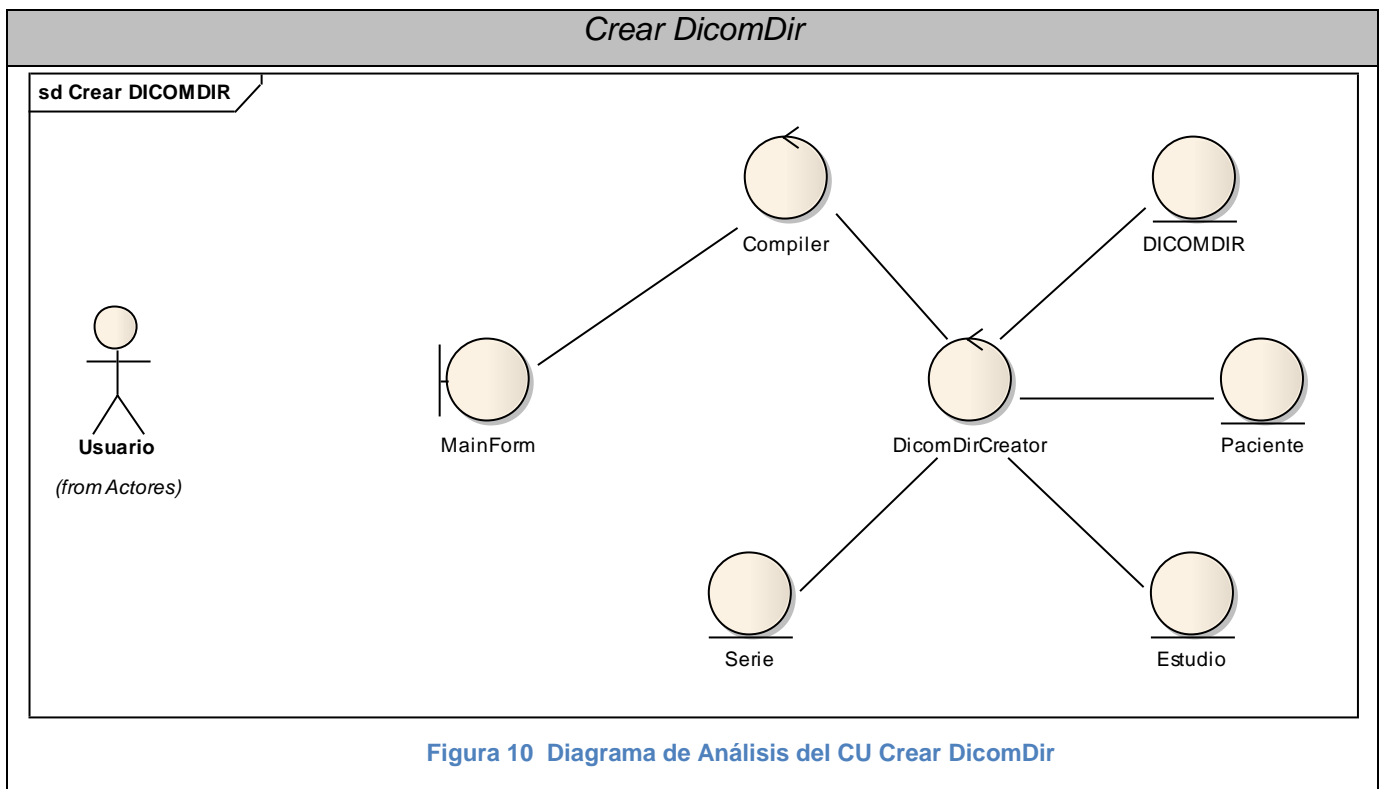 Crear DicomDir
sd Crear DICOMDIR
Compiler
DICOMDIR
Usuario
(from Actores)
MainForm
DicomDirCreator
Paciente
Serie
Estudio
Figura 10 Diagrama de Análisis del CU Crear DicomDir